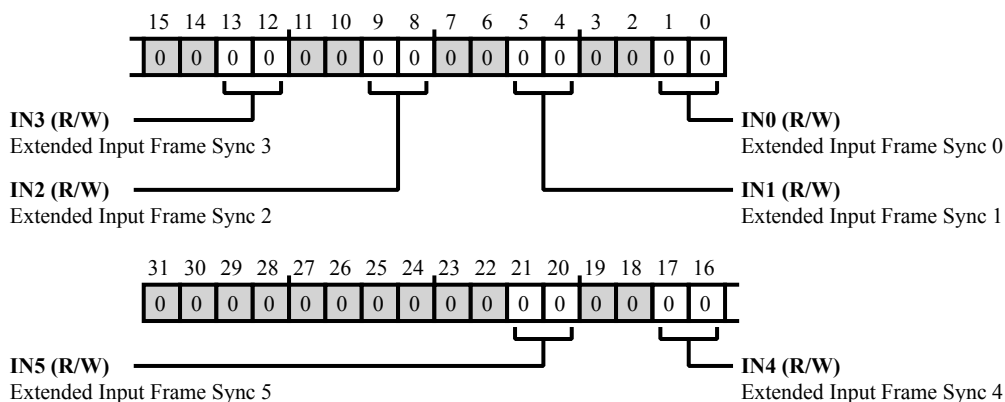 15 14 13 12 11 10 9 8 7 6 5 4 3 2 1 0
0 0 0 0 0 0 0 0 0 0 0 0 0 0 0 0
IN3 (R/W)
Extended Input Frame Sync 3
IN0 (R/W)
Extended Input Frame Sync 0
IN2 (R/W)
Extended Input Frame Sync 2
IN1 (R/W)
Extended Input Frame Sync 1
31 30 29 28 27 26 25 24 23 22 21 20 19 18 17 16
0 0 0 0 0 0 0 0 0 0 0 0 0 0 0 0
IN5 (R/W)
Extended Input Frame Sync 5
IN4 (R/W)
Extended Input Frame Sync 4